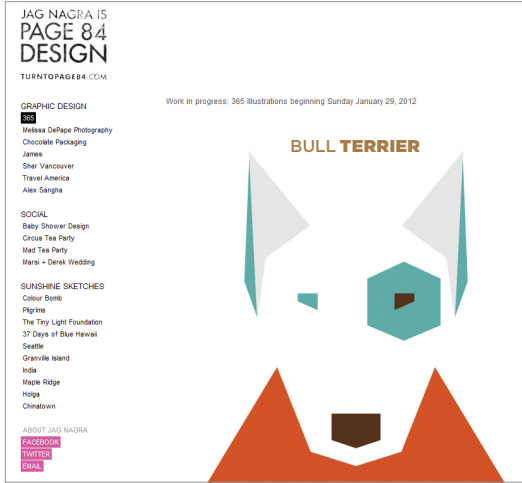 JAG NAGRA IS
PAGE 84
DESIGN
TURNTOPAGE84.COM
GRAPHIC DESIGN
365
Melissa DePape Photography
Chocolate Packaging
James
Sher Vancouver
Travel America
Alex Sangha
SOCIAL
Baby Shower Design
Circus Tea Party
Mad Tea Party
Marsi + Derek Wedding
SUNSHINE SKETCHES
Colour Bomb
Pilgrims
The Tiny Light Foundation
37 Days of Blue Hawaii
Seattle
Granville Island
India
Maple Ridge
Holga
Chinatown
ABOUT JAG NAGRA
FACEBOOK
TWITTER
EMAIL
Work in progress: 365 Illustrations beginning Sunday January 29, 2012
BULL TERRIER